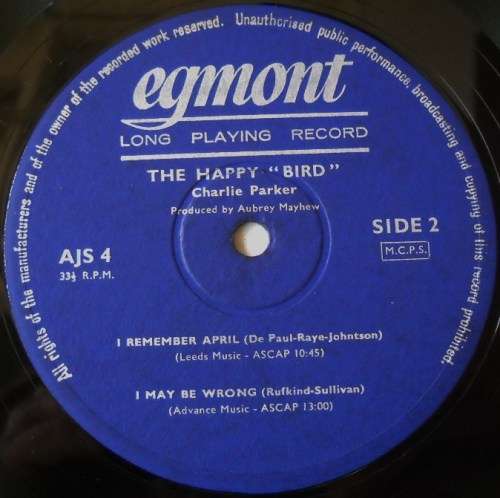 All rights of the manufacturers and of the owner of the recorded work reserved. Unauthorised public performance, broadcasting and copying of this record prohibited.
egmont
LONG PLAYING RECORD
THE HAPPY "BIRD"
Charlie Parker
Produced by Aubrey Mayhew
AJS 4
33⅓ R.P.M.
SIDE 2
M.C.P.S.
I REMEMBER APRIL (De Paul-Raye-Johntson)
(Leeds Music - ASCAP 10:45)
I MAY BE WRONG (Rufkind-Sullivan)
(Advance Music - ASCAP 13:00)